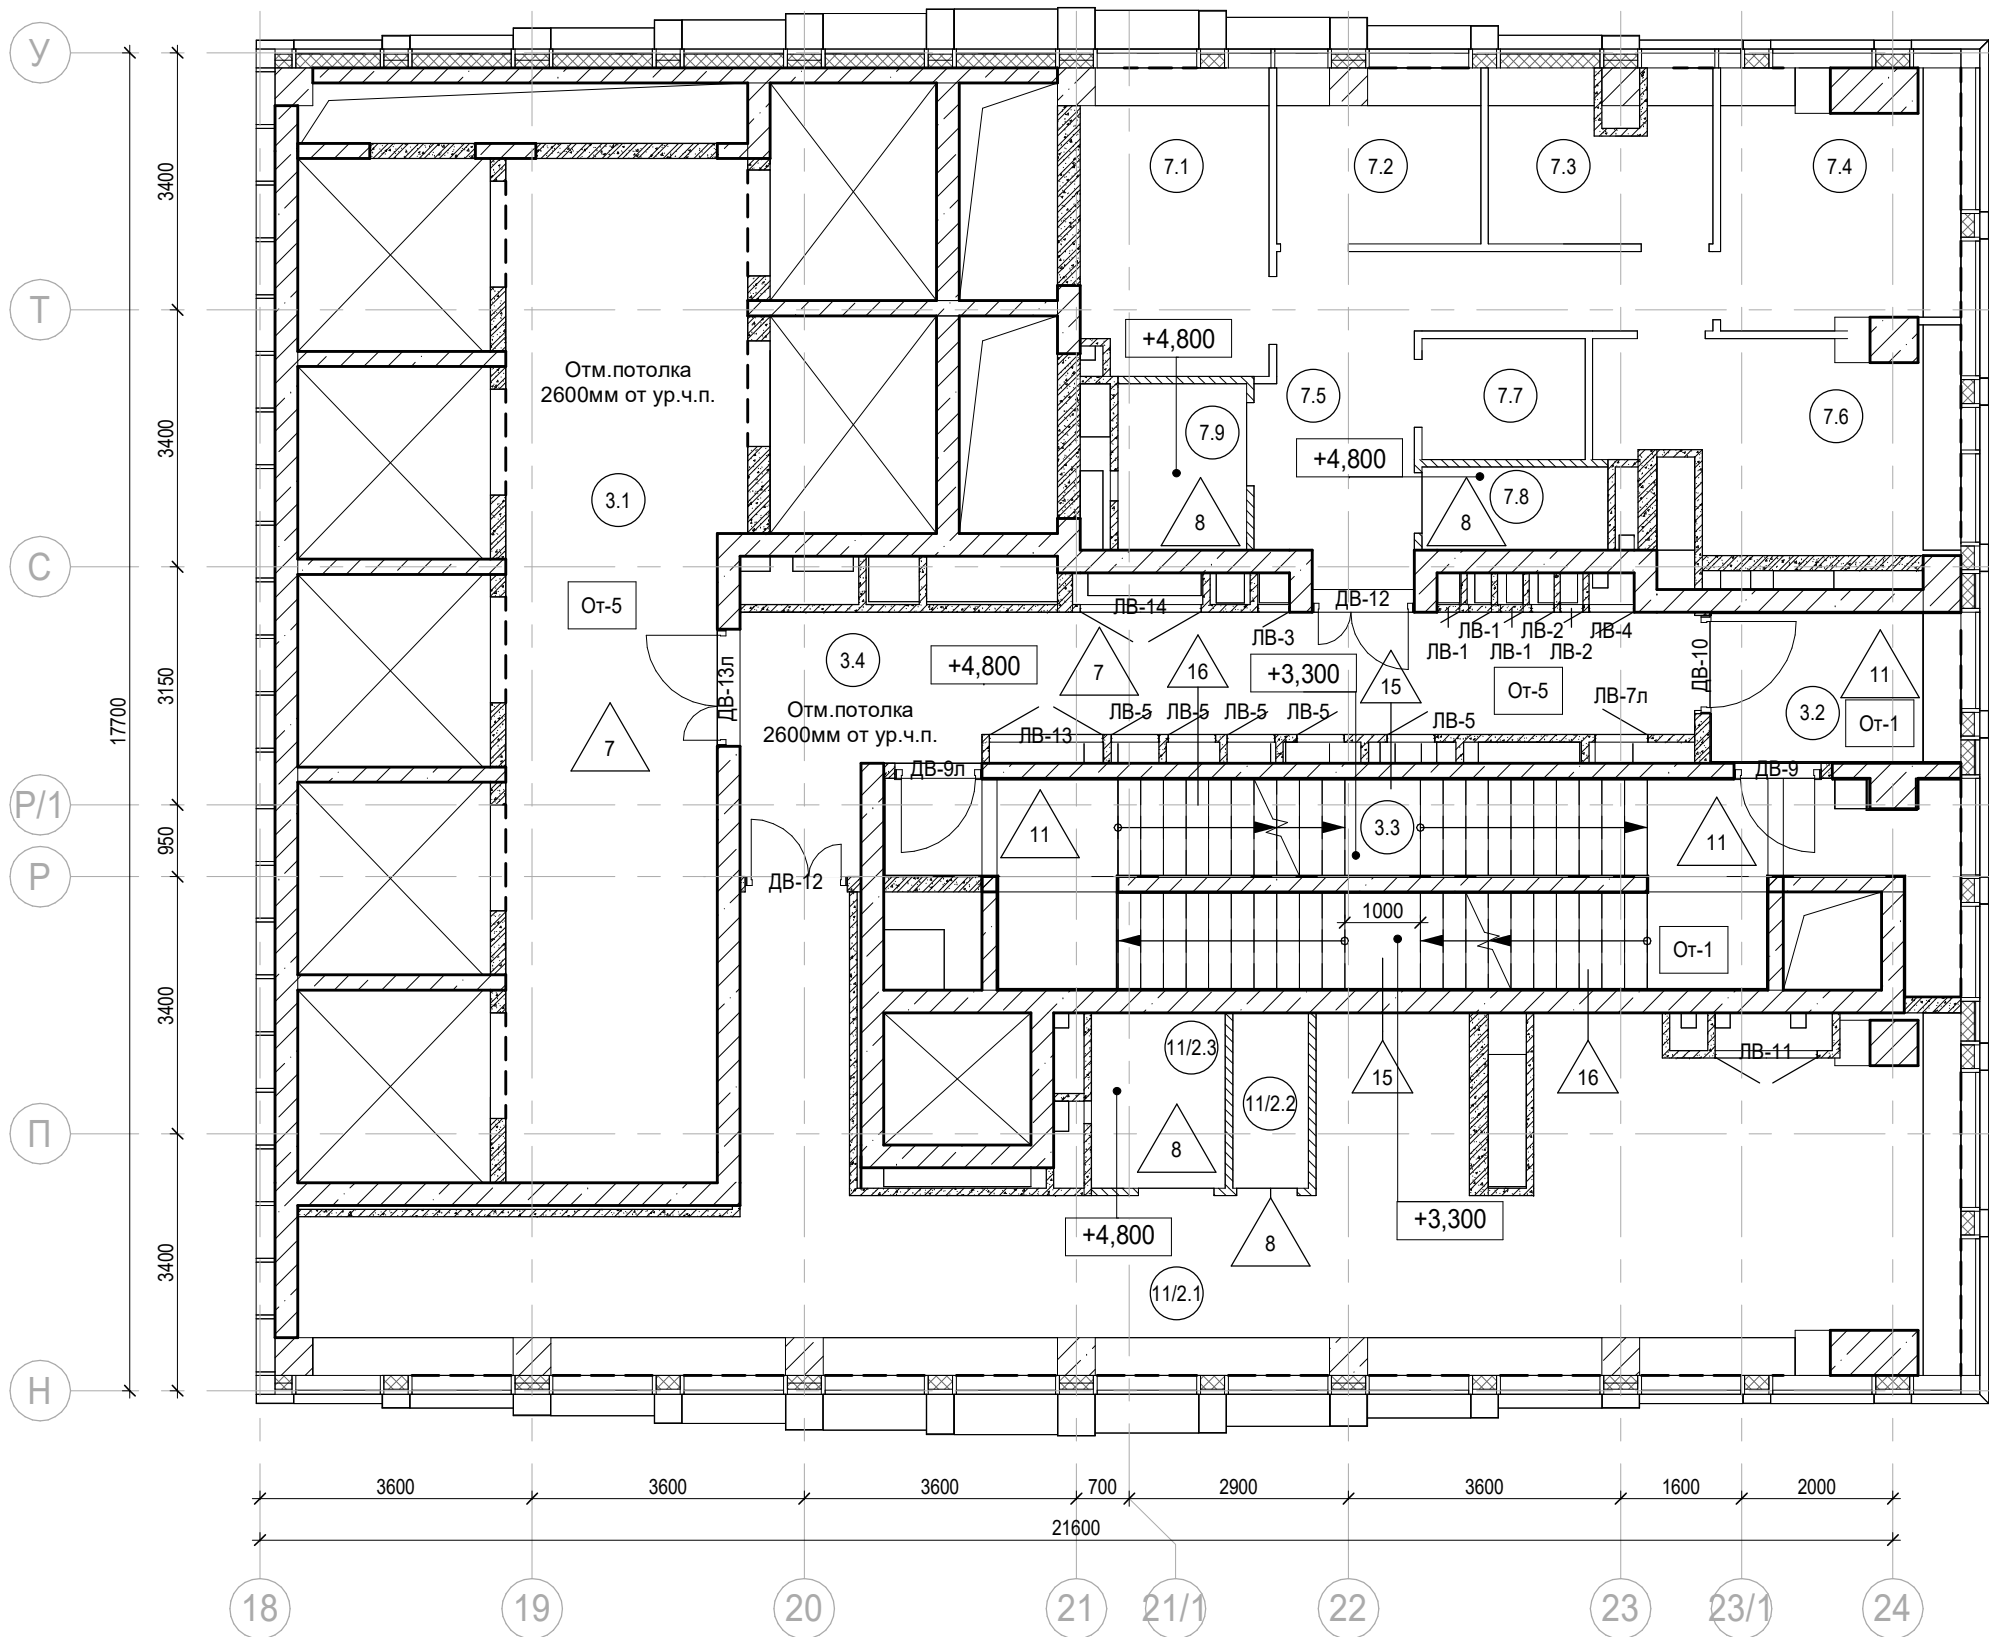 У
Т
С
Р/1
Р
П
Н
3400
3400
3150
950
3400
3400
17700
7.1
7.2
7.3
7.4
+4,800
Отм.потолка
2600мм от ур.ч.п.
7.5
7.7
7.6
7.9
+4,800
3.1
7.8
8
8
От-5
ЛВ-14
ДВ-12
ЛВ-3
ЛВ-1
ЛВ-2
ЛВ-4
ЛВ-1
ЛВ-1
ЛВ-2
3.4
+4,800
7
16
+3,300
15
От-5
ДВ-10
11
ДВ-13л
ЛВ-7л
3.2
От-1
Отм.потолка
2600мм от ур.ч.п.
ЛВ-13
ЛВ-5
ЛВ-5
ЛВ-5
ЛВ-5
ЛВ-5
7
ДВ-9л
ДВ-9
11
3.3
11
ДВ-12
1000
От-1
11/2.3
15
16
ЛВ-11
11/2.2
8
+4,800
8
+3,300
11/2.1
3600
3600
3600
700
2900
3600
1600
2000
21600
18
19
20
21
21/1
22
23
23/1
24